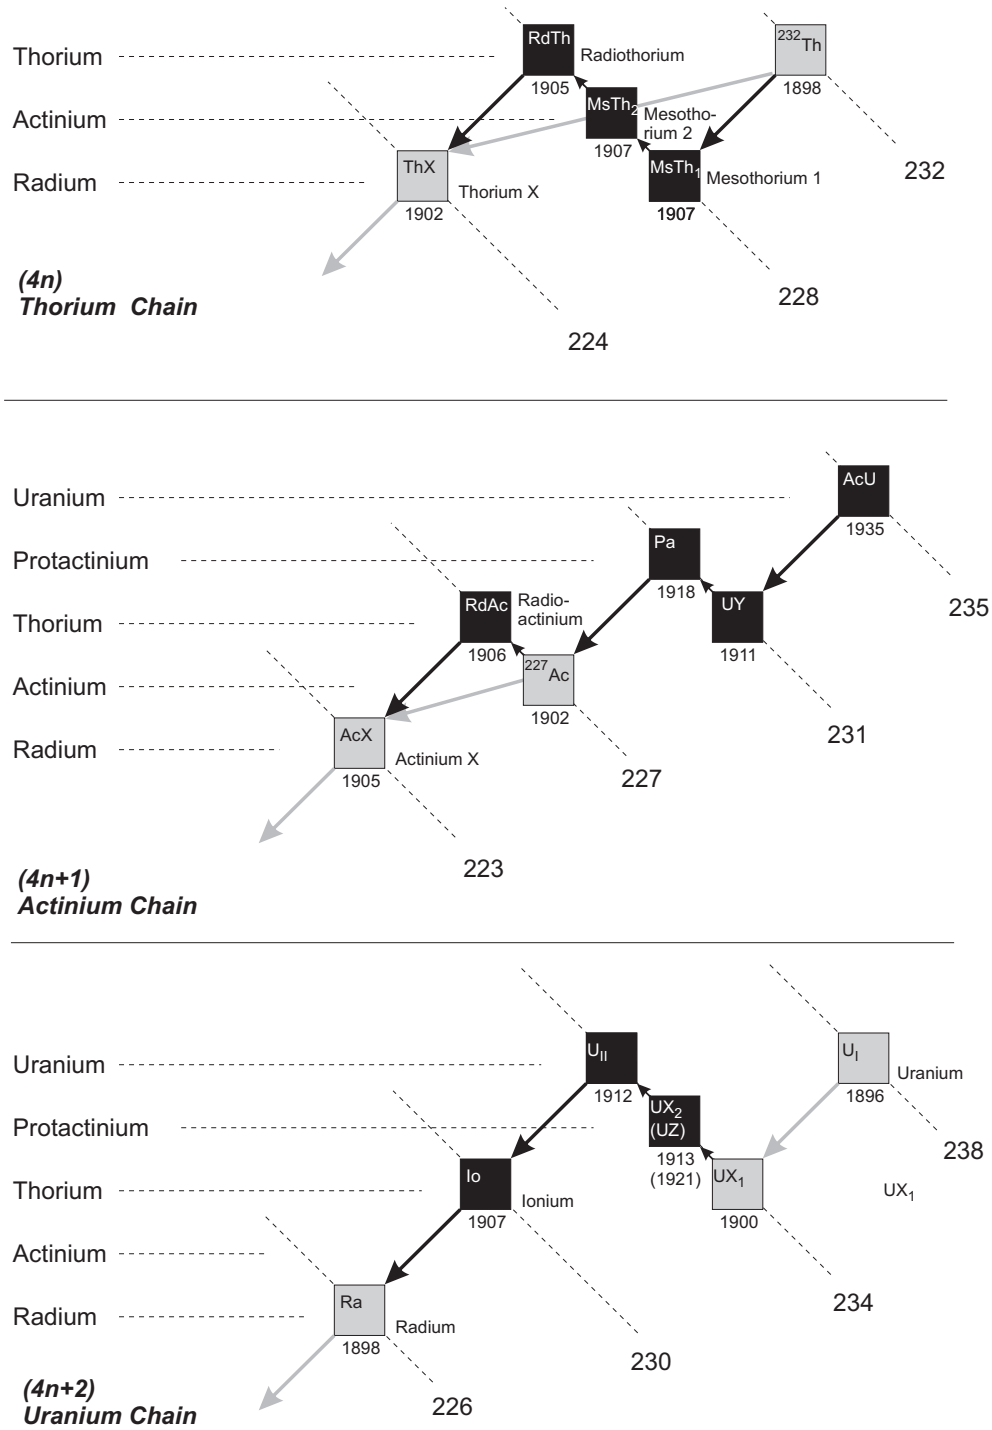 RdTh
Radiothorium
1905
232Th
1898
Thorium
MsTh2
Mesotho-
rium 2
1907
Actinium
ThX
Thorium X
1902
MsTh1
Mesothorium 1
1907
232
Radium
(4n)
Thorium Chain
228
224
AcU
1935
Uranium
Pa
1918
Protactinium
RdAc
Radio-
actinium
1906
UY
1911
235
Thorium
227Ac
1902
Actinium
AcX
Actinium X
1905
231
Radium
227
223
(4n+1)
Actinium Chain
UII
1912
UI
Uranium
1896
Uranium
UX2
(UZ)
1913
(1921)
Protactinium
238
Io
Ionium
1907
UX1
1900
UX1
Thorium
Actinium
Ra
Radium
1898
234
Radium
230
(4n+2)
Uranium Chain
226